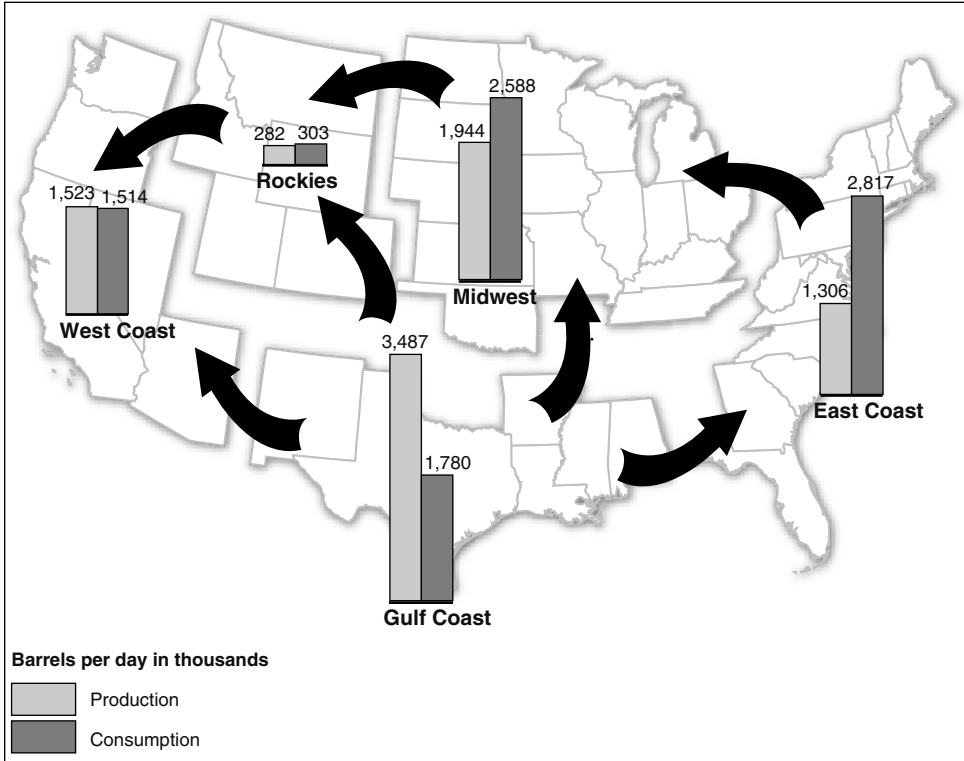 2,588
1,944
282 303
Rockies
2,817
1,523 1,514
Midwest
1,306
West Coast
3,487
East Coast
1,780
Gulf Coast
Barrels per day in thousands
Production
Consumption